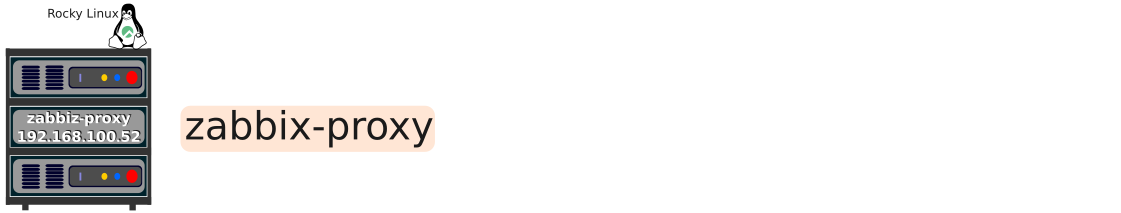 Rocky Linux
zabbiz-proxy
192.168.100.52
zabbix-proxy